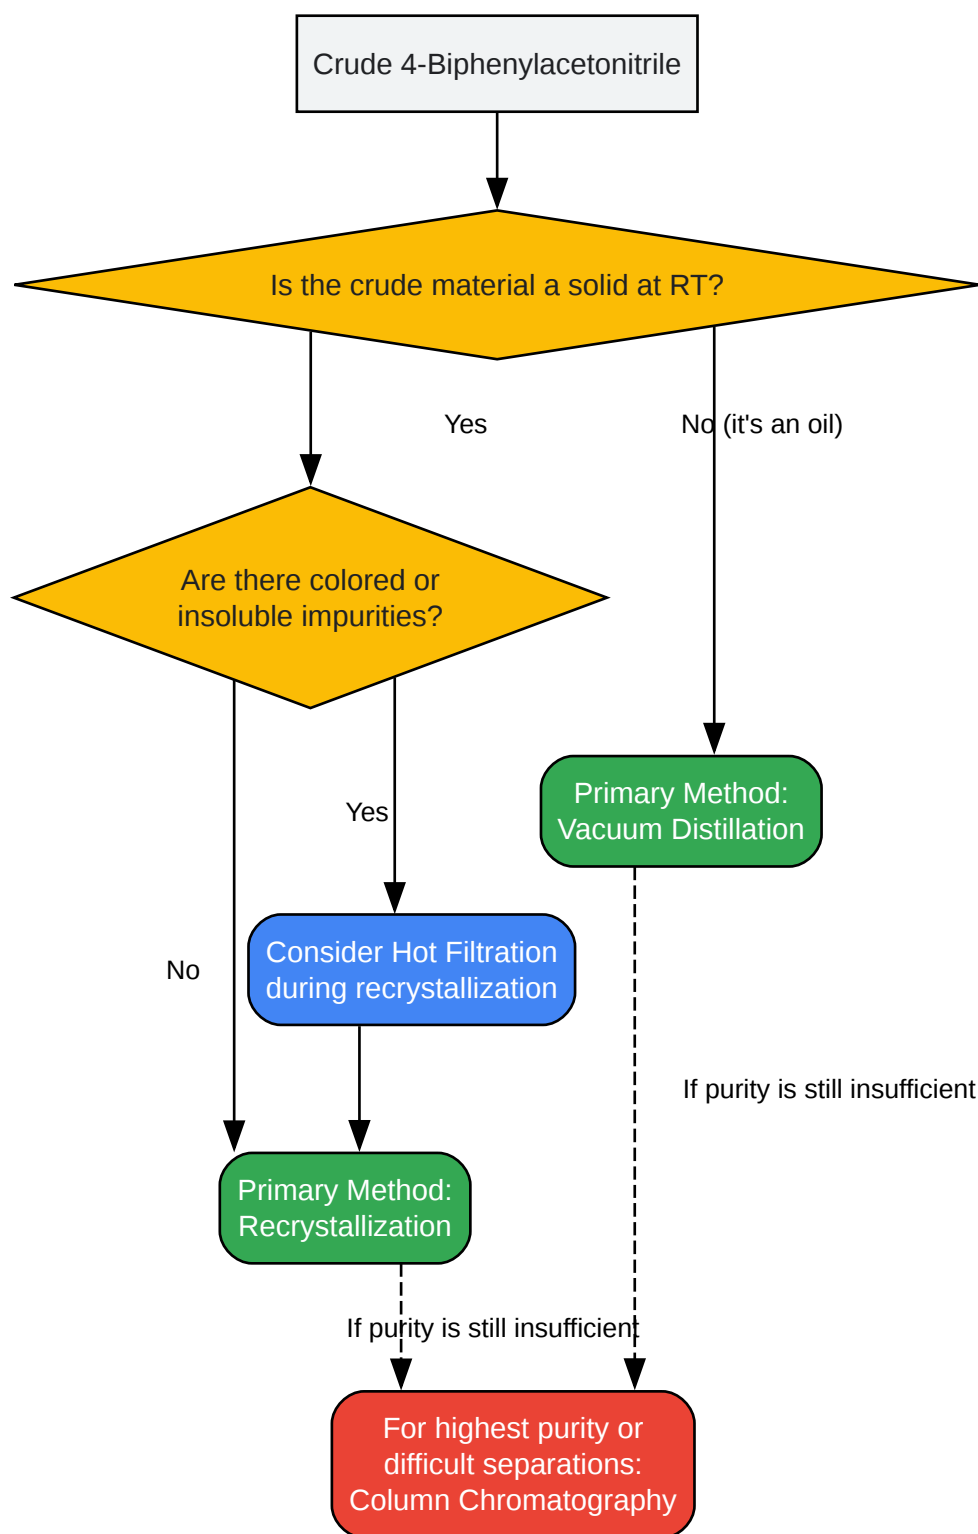 Crude 4-Biphenylacetonitrile
Is the crude material a solid at RT?
Yes
No (it's an oil)
Are there colored or
insoluble impurities?
Primary Method:
Vacuum Distillation
Yes
Consider Hot Filtration
during recrystallization
No
If purity is still insufficient
Primary Method:
Recrystallization
If purity is still insufficient
For highest purity or
difficult separations:
Column Chromatography